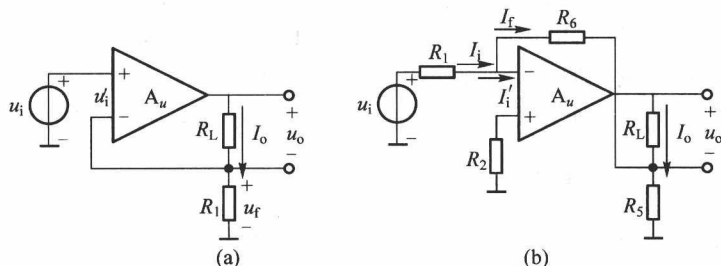 u_i
+
−
+
u'_i
−
A_u
R_L
I_o
+
u_o
−
R_1
+
u_f
−
(a)
u_i
+
−
R_1
I_i
I_f
R_6
I_i'
−
A_u
+
R_2
R_L
I_o
+
u_o
−
R_5
(b)